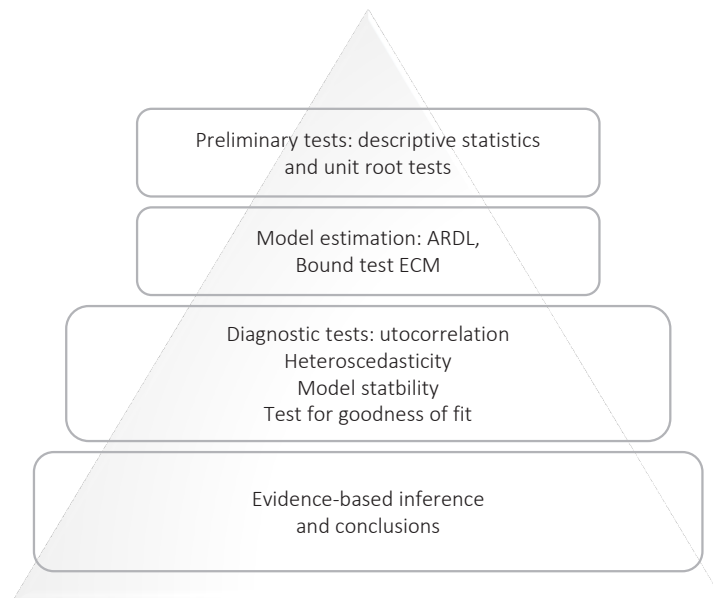 Preliminary tests: descriptive statistics
and unit root tests
Model estimation: ARDL,
Bound test ECM
Diagnostic tests: utocorrelation
Heteroscedasticity
Model statbility
Test for goodness of fit
Evidence-based inference
and conclusions